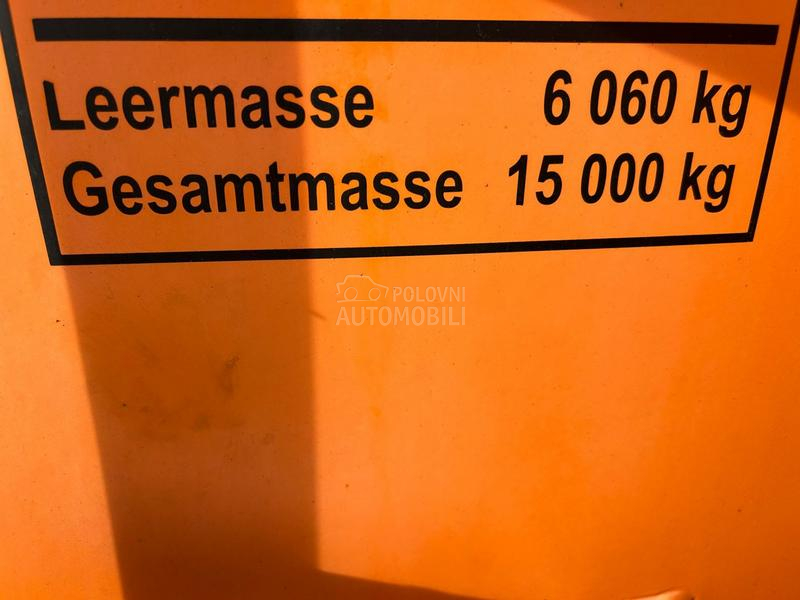 Leermasse 6 060 kg
Gesamtmasse 15 000 kg
POLOVNI
AUTOMOBILI